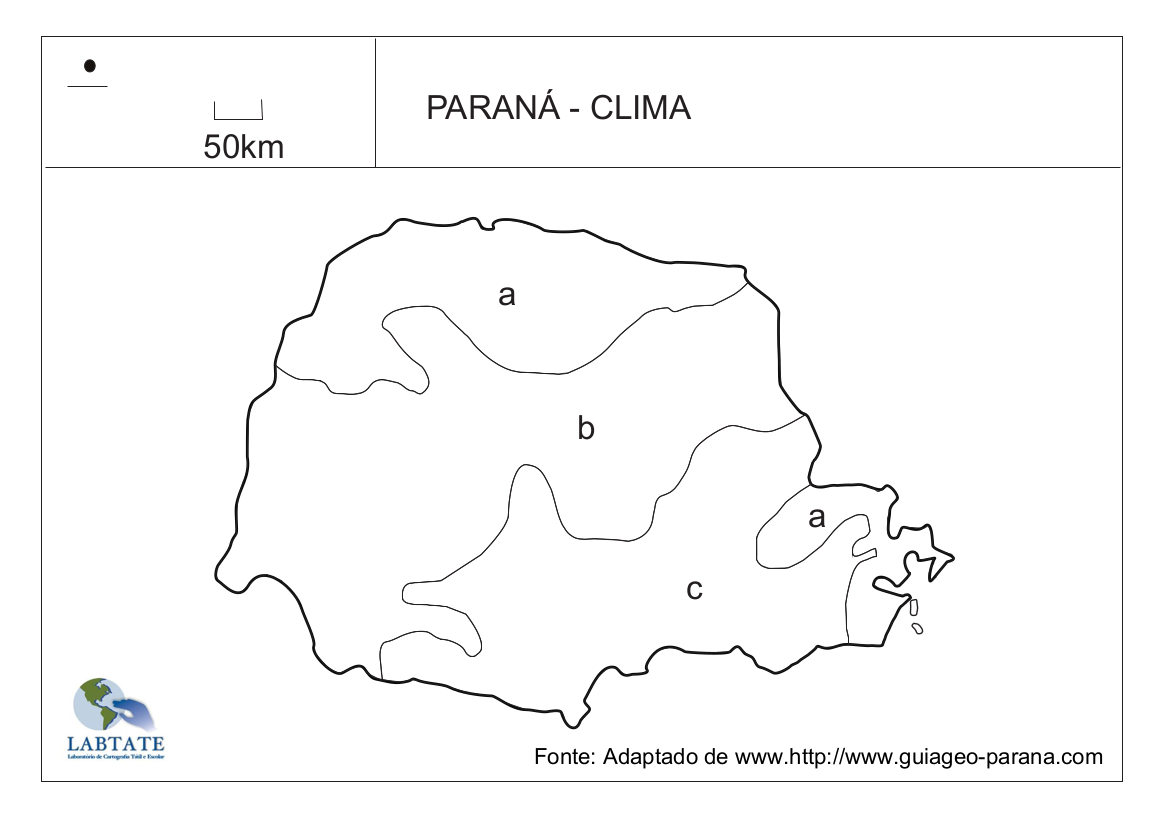 50km
PARANÁ - CLIMA
a
b
a
c
LABTATE
Laboratório de Cartografia Tátil e Escolar
Fonte: Adaptado de www.http://www.guiageo-parana.com